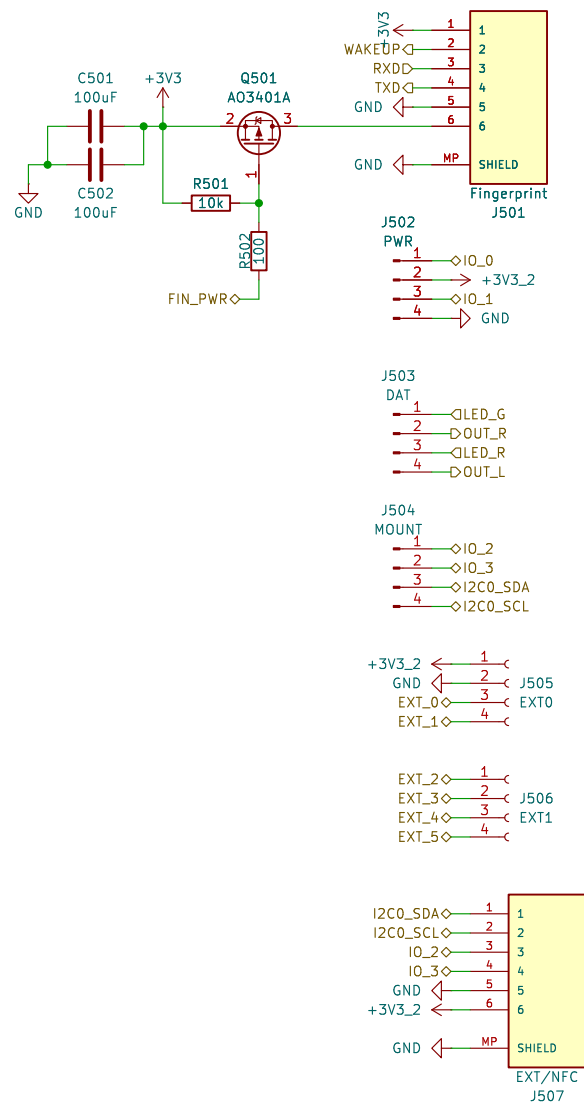 C501
100uF
+3V3
Q501
AO3401A
2
3
1
C502
100uF
GND
R501
10k
R502
100
FIN_PWR
+3V3
1
1
WAKEUP
2
2
RXD
3
3
TXD
4
4
GND
5
5
6
6
GND
MP
SHIELD
Fingerprint
J501
J502
PWR
1
IO_0
2
+3V3_2
3
IO_1
4
GND
J503
DAT
1
LED_G
2
OUT_R
3
LED_R
4
OUT_L
J504
MOUNT
1
IO_2
2
IO_3
3
I2C0_SDA
4
I2C0_SCL
+3V3_2
1
GND
2
J505
EXT_0
3
EXT0
EXT_1
4
EXT_2
1
EXT_3
2
J506
EXT_4
3
EXT1
EXT_5
4
I2C0_SDA
1
1
I2C0_SCL
2
2
IO_2
3
3
IO_3
4
4
GND
5
5
+3V3_2
6
6
GND
MP
SHIELD
EXT/NFC
J507